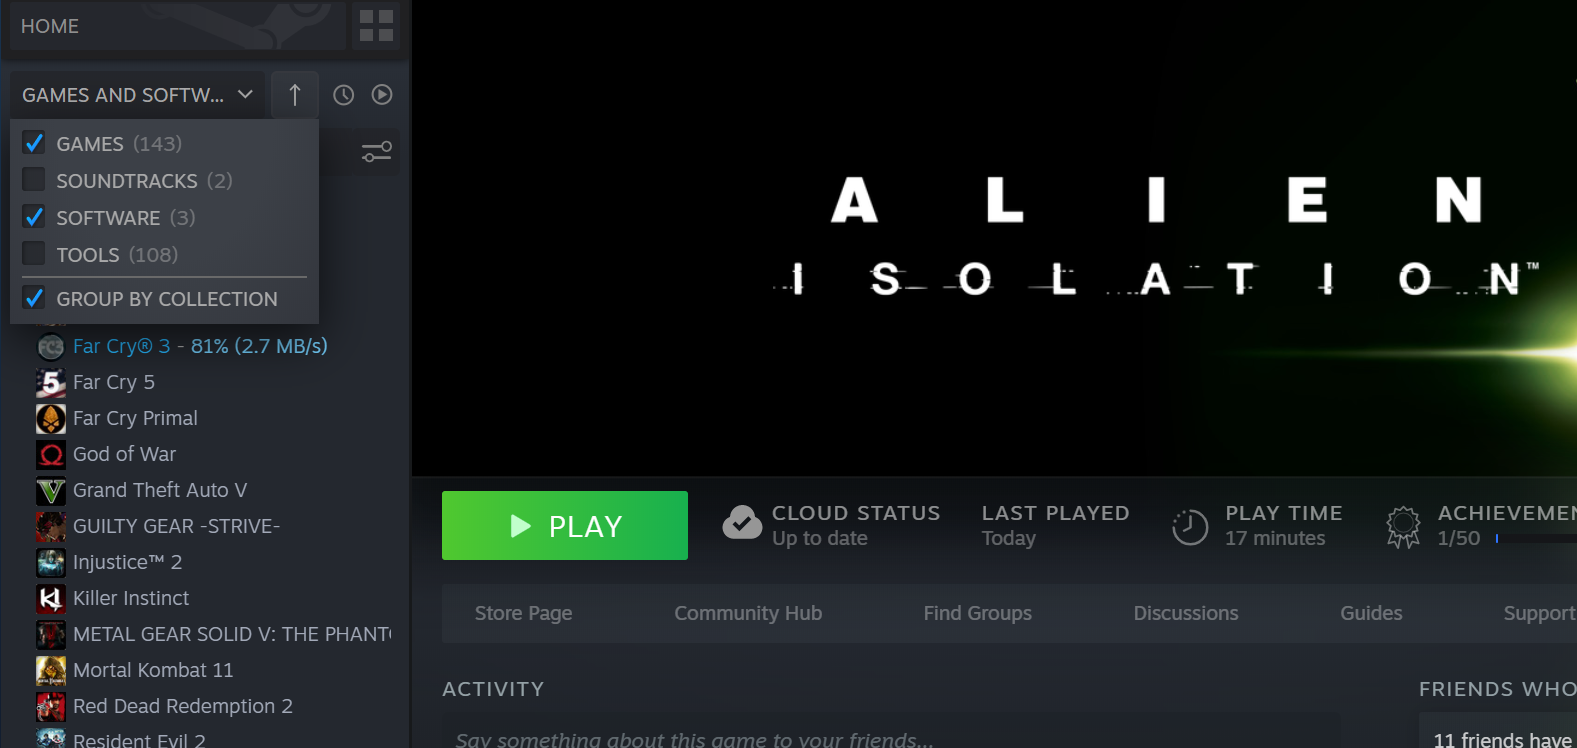 HOME
GAMES AND SOFTW...
GAMES (143)
SOUNDTRACKS (2)
SOFTWARE (3)
TOOLS (108)
GROUP BY COLLECTION
Far Cry® 3 - 81% (2.7 MB/s)
Far Cry 5
Far Cry Primal
God of War
Grand Theft Auto V
GUILTY GEAR -STRIVE-
Injustice™ 2
Killer Instinct
METAL GEAR SOLID V: THE PHANT
Mortal Kombat 11
Red Dead Redemption 2
Resident Evil 2
ALIEN
ISOLATION™
PLAY
CLOUD STATUS
Up to date
LAST PLAYED
Today
PLAY TIME
17 minutes
ACHIEVEMEN
1/50
Store Page
Community Hub
Find Groups
Discussions
Guides
Support
ACTIVITY
Say something about this game to your friends...
FRIENDS WHO
11 friends have